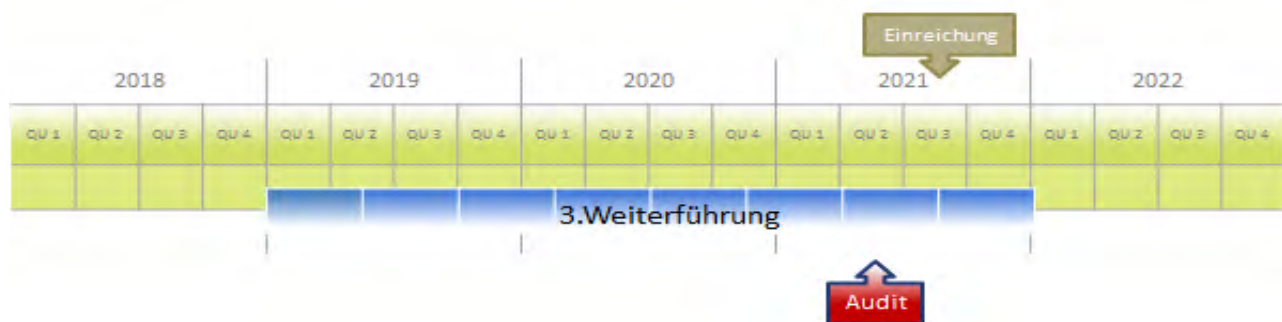 Einreichung
2018 2019 2020 2021 2022
QU 1 QU 2 QU 3 QU 4 QU 1 QU 2 QU 3 QU 4 QU 1 QU 2 QU 3 QU 4 QU 1 QU 2 QU 3 QU 4 QU 1 QU 2 QU 3 QU 4
3.Weiterführung
Audit